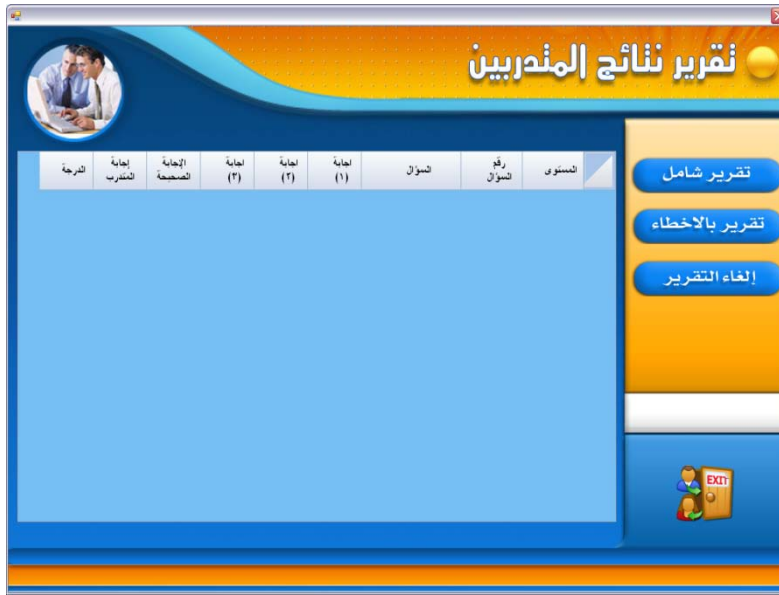 تقرير نتائج المتدربين
المستوى
رقم
السؤال
السؤال
اجابة
(١)
اجابة
(٢)
اجابة
(٣)
الإجابة
الصحيحة
إجابة
المتدرب
الدرجة
تقرير شامل
تقرير بالاخطاء
إلغاء التقرير
EXIT